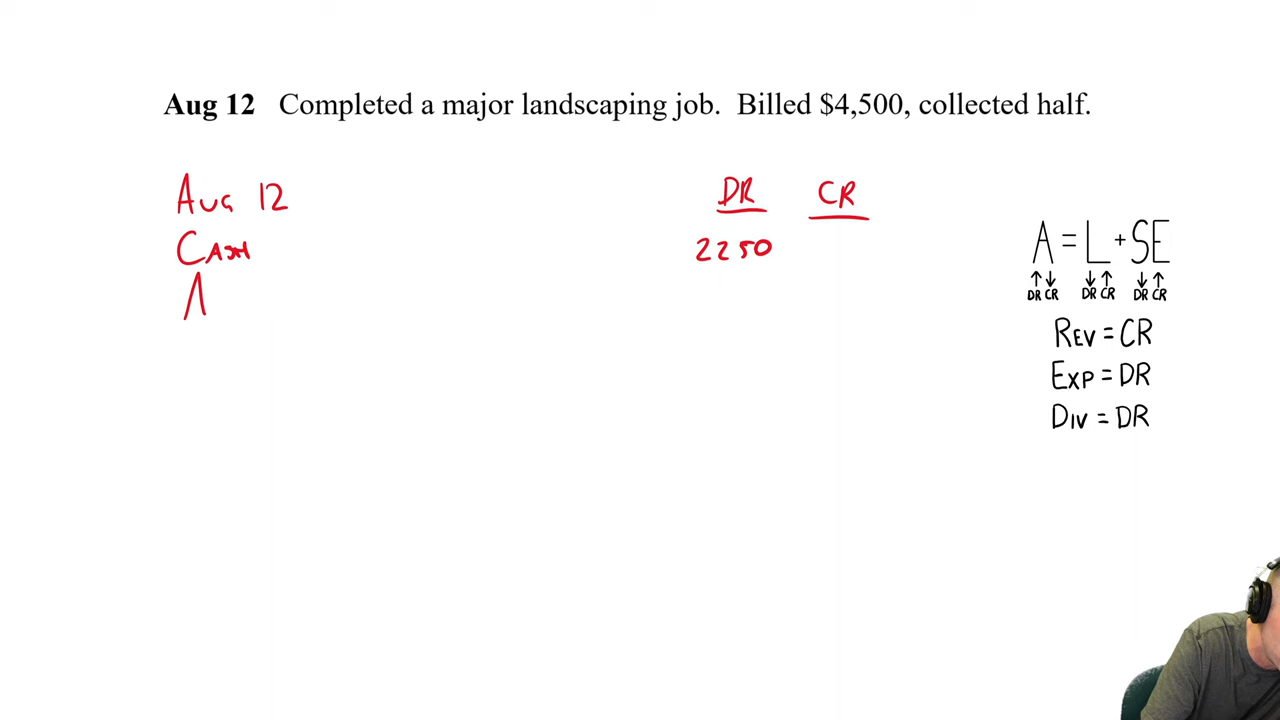 Aug 12 Completed a major landscaping job. Billed $4,500, collected half.
Aug 12 DR CR
Cash 2250
A
A = L + SE
↑↓ ↓↑ ↓↑
DR CR DR CR DR CR
Rev = CR
Exp = DR
Div = DR